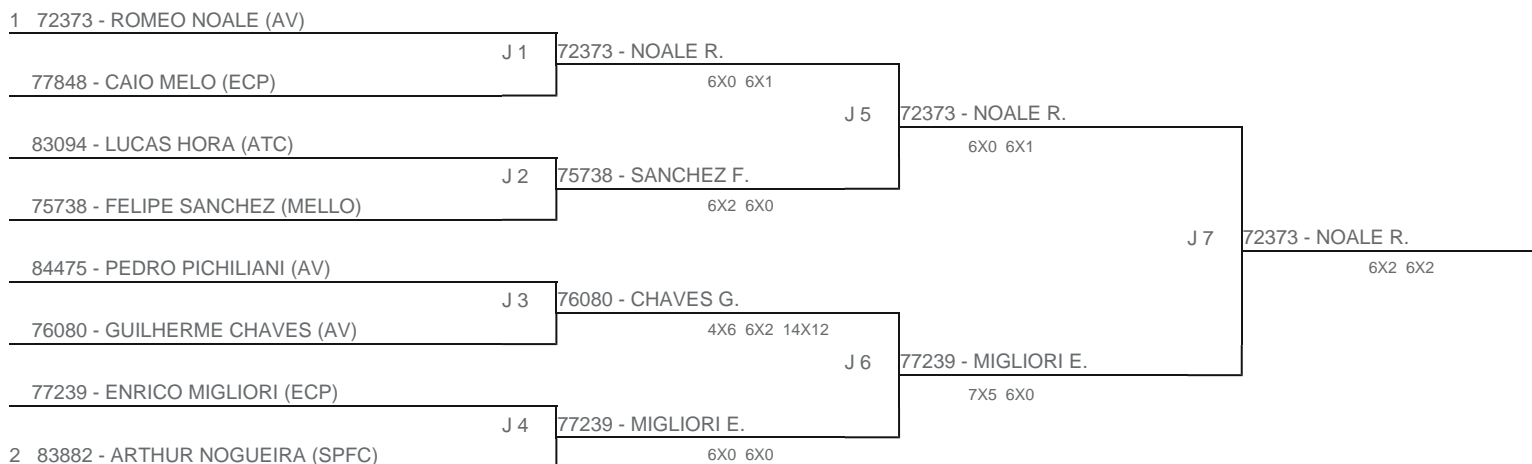 1 72373 - ROMEO NOALE (AV)
J 1
72373 - NOALE R.
77848 - CAIO MELO (ECP)
6X0 6X1
J 5
72373 - NOALE R.
83094 - LUCAS HORA (ATC)
6X0 6X1
J 2
75738 - SANCHEZ F.
75738 - FELIPE SANCHEZ (MELLO)
6X2 6X0
J 7
72373 - NOALE R.
84475 - PEDRO PICHILIANI (AV)
6X2 6X2
J 3
76080 - CHAVES G.
76080 - GUILHERME CHAVES (AV)
4X6 6X2 14X12
J 6
77239 - MIGLIORI E.
77239 - ENRICO MIGLIORI (ECP)
7X5 6X0
J 4
77239 - MIGLIORI E.
2 83882 - ARTHUR NOGUEIRA (SPFC)
6X0 6X0